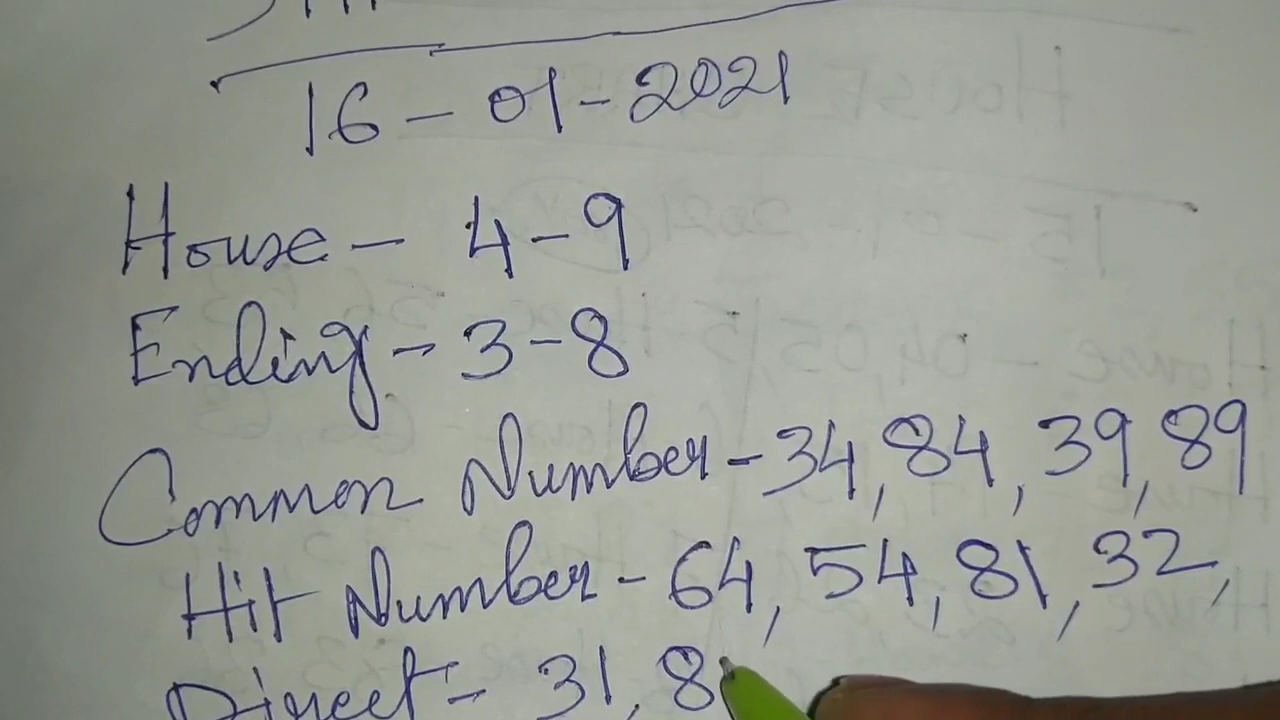 16-01-2021
House - 4-9
Ending - 3-8
Common Number - 34, 84, 39, 89
Hit Number - 64, 54, 81, 32,
Direct - 31, 8